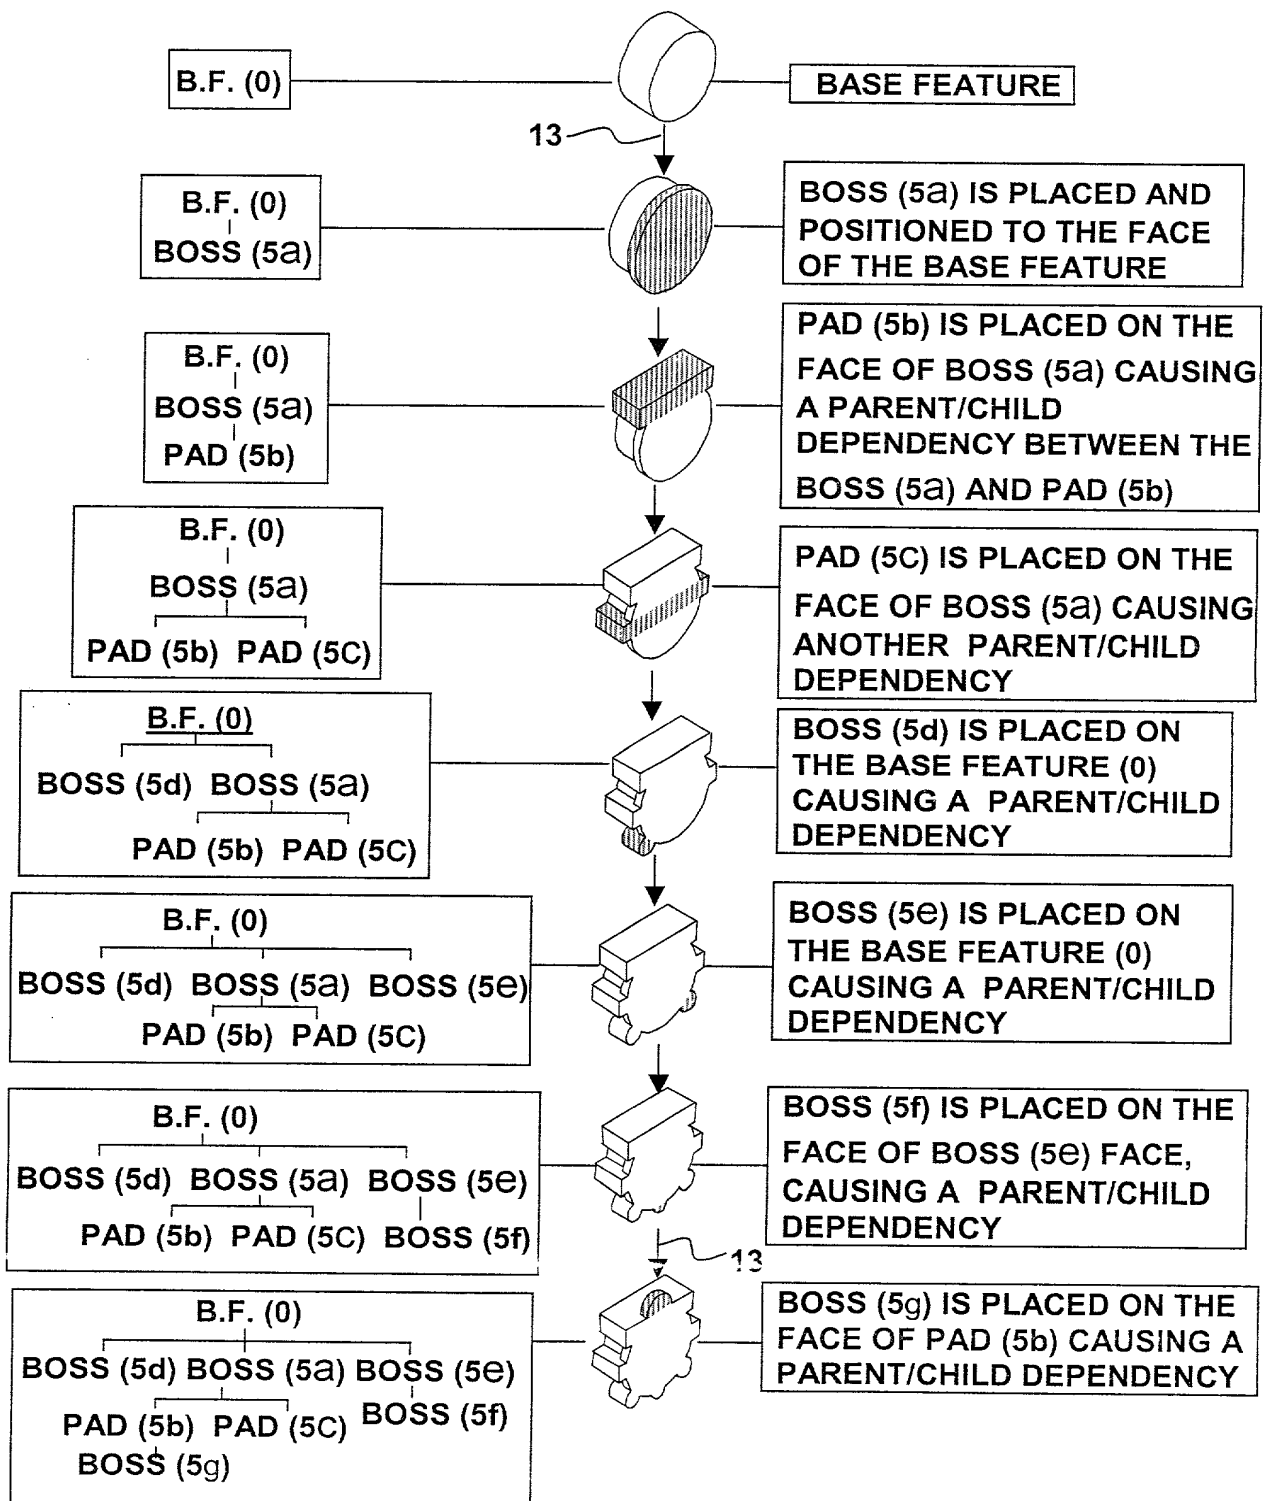 B.F. (0)
BASE FEATURE
13
B.F. (0)
BOSS (5a)
BOSS (5a) IS PLACED AND
POSITIONED TO THE FACE
OF THE BASE FEATURE
B.F. (0)
BOSS (5a)
PAD (5b)
PAD (5b) IS PLACED ON THE
FACE OF BOSS (5a) CAUSING
A PARENT/CHILD
DEPENDENCY BETWEEN THE
BOSS (5a) AND PAD (5b)
B.F. (0)
BOSS (5a)
PAD (5b) PAD (5C)
PAD (5C) IS PLACED ON THE
FACE OF BOSS (5a) CAUSING
ANOTHER PARENT/CHILD
DEPENDENCY
B.F. (0)
BOSS (5d) BOSS (5a)
PAD (5b) PAD (5C)
BOSS (5d) IS PLACED ON
THE BASE FEATURE (0)
CAUSING A PARENT/CHILD
DEPENDENCY
B.F. (0)
BOSS (5d) BOSS (5a) BOSS (5e)
PAD (5b) PAD (5C)
BOSS (5e) IS PLACED ON
THE BASE FEATURE (0)
CAUSING A PARENT/CHILD
DEPENDENCY
B.F. (0)
BOSS (5d) BOSS (5a) BOSS (5e)
PAD (5b) PAD (5C) BOSS (5f)
BOSS (5f) IS PLACED ON THE
FACE OF BOSS (5e) FACE,
CAUSING A PARENT/CHILD
DEPENDENCY
13
B.F. (0)
BOSS (5d) BOSS (5a) BOSS (5e)
PAD (5b) PAD (5C) BOSS (5f)
BOSS (5g)
BOSS (5g) IS PLACED ON THE
FACE OF PAD (5b) CAUSING A
PARENT/CHILD DEPENDENCY